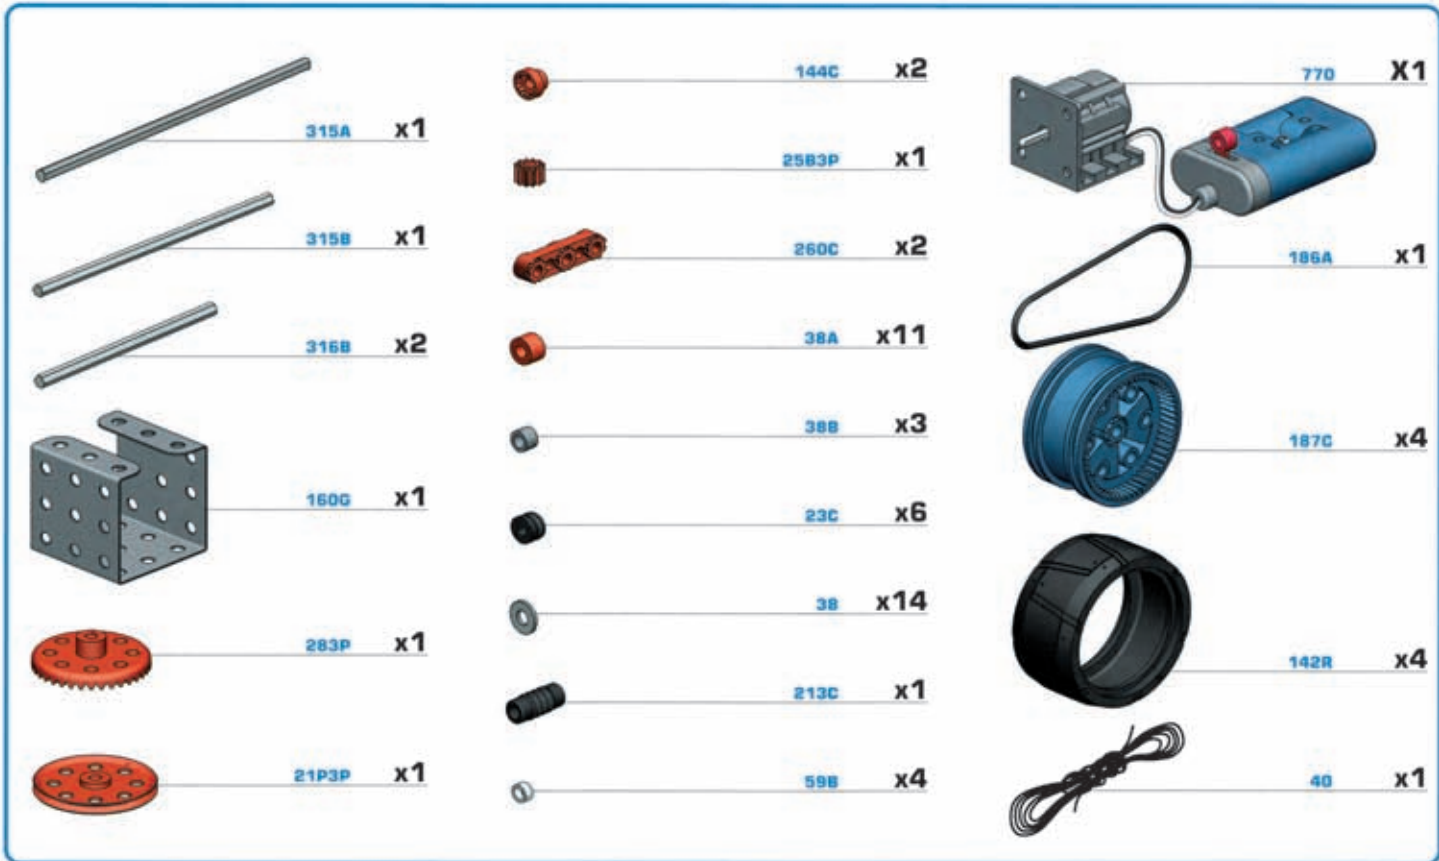 315A x1
315B x1
316B x2
160G x1
283P x1
21P3P x1
144C x2
25B3P x1
260C x2
38A x11
38B x3
23C x6
38 x14
213C x1
59B x4
770 X1
186A x1
187C x4
142R x4
40 x1